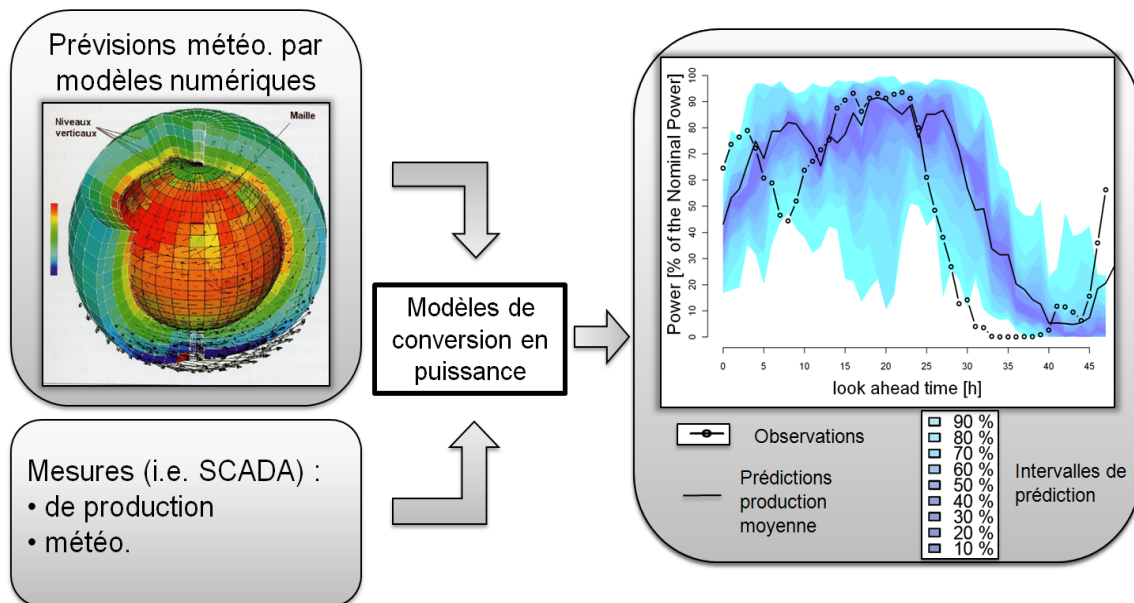 Prévisions météo. par
modèles numériques
Niveaux
verticaux
Maille
Mesures (i.e. SCADA) :
• de production
• météo.
Modèles de
conversion en
puissance
Power [% of the Nominal Power]
100
90
80
70
60
50
40
30
20
10
0
0 5 10 15 20 25 30 35 40 45
look ahead time [h]
Observations
Prédictions
production
moyenne
90 %
80 %
70 %
60 %
50 %
40 %
30 %
20 %
10 %
Intervalles de
prédiction